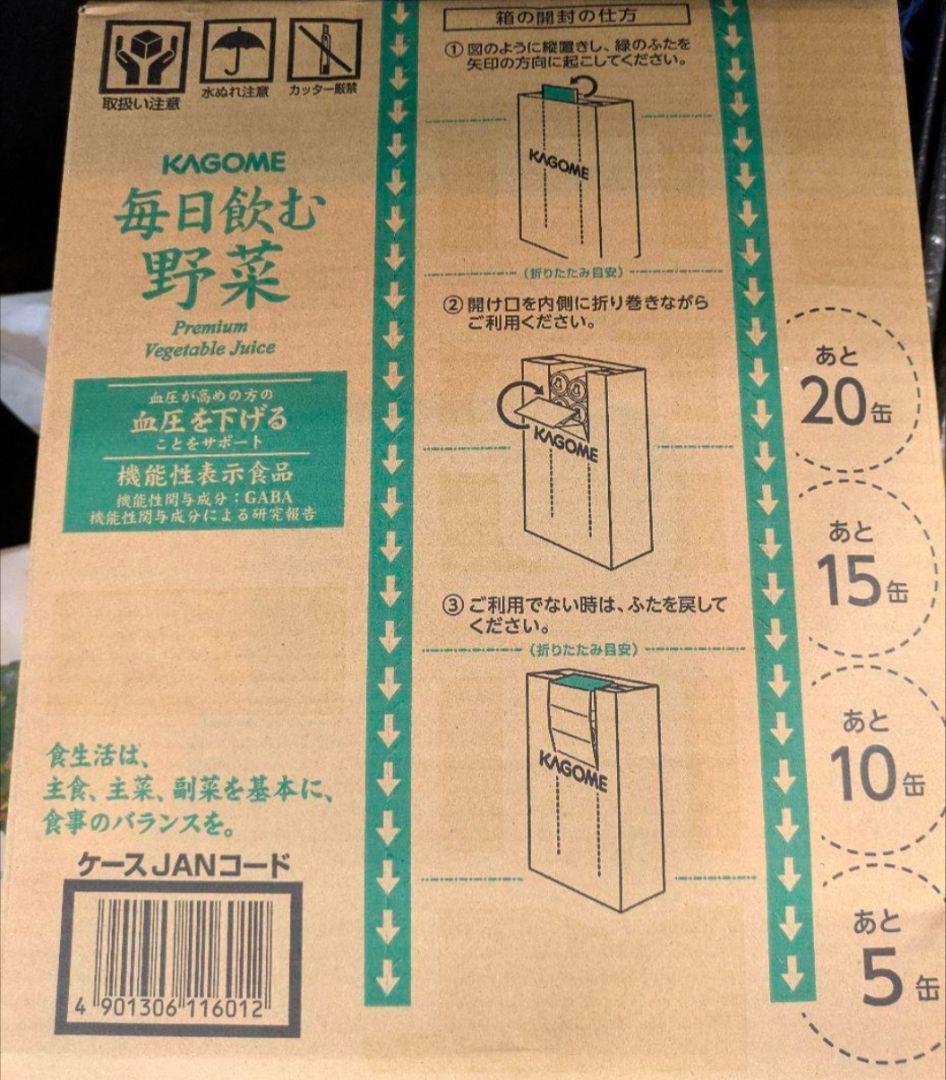 取扱い注意
水ぬれ注意
カッター厳禁
KAGOME
毎日飲む
野菜
Premium
Vegetable Juice
血圧が高めの方の
血圧を下げる
ことをサポート
機能性表示食品
機能性関与成分:GABA
機能性関与成分による研究報告
食生活は、
主食、主菜、副菜を基本に、
食事のバランスを。
ケースJANコード
4 901306 116012
箱の開封の仕方
①図のように縦置きし、緑のふたを
矢印の方向に起こしてください。
KAGOME
(折りたたみ目安)
②開け口を内側に折り巻きながら
ご利用ください。
KAGOME
③ご利用でない時は、ふたを戻して
ください。
(折りたたみ目安)
KAGOME
あと
20缶
あと
15缶
あと
10缶
あと
5缶